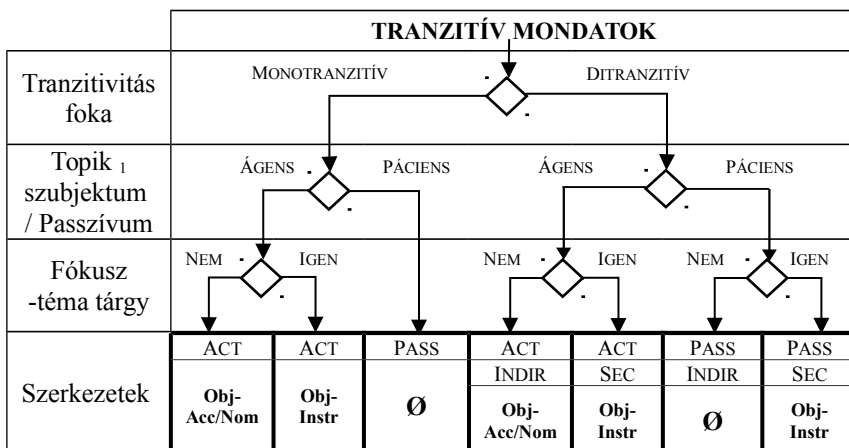 TRANZITÍV MONDATOK
Tranzitivitás
foka
MONOTRANZITÍV DITRANZITÍV
Topik 1
szubjektum
/ Passzívum
ÁGENS PÁCIENS ÁGENS PÁCIENS
Fókusz
-téma tárgy
NEM IGEN NEM IGEN NEM IGEN
Szerkezetek
ACT ACT PASS ACT ACT PASS PASS
INDIR SEC INDIR SEC
Obj-
Acc/Nom
Obj-
Instr
Ø
Obj-
Acc/Nom
Obj-
Instr
Ø
Obj-
Instr